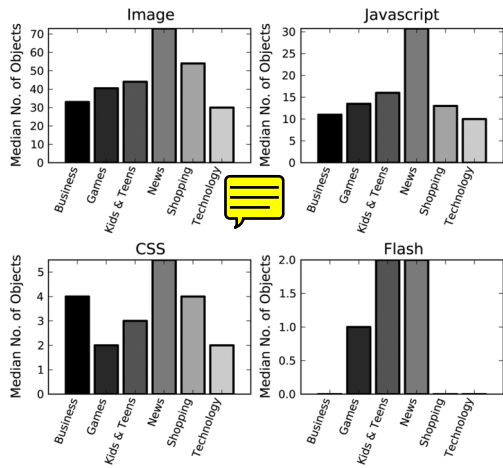 Image
Median No. of Objects
70
60
50
40
30
20
10
0
Business
Games
Kids & Teens
News
Shopping
Technology
Javascript
Median No. of Objects
30
25
20
15
10
5
0
Business
Games
Kids & Teens
News
Shopping
Technology
CSS
Median No. of Objects
5
4
3
2
1
0
Business
Games
Kids & Teens
News
Shopping
Technology
Flash
Median No. of Objects
2.0
1.5
1.0
0.5
0.0
Business
Games
Kids & Teens
News
Shopping
Technology